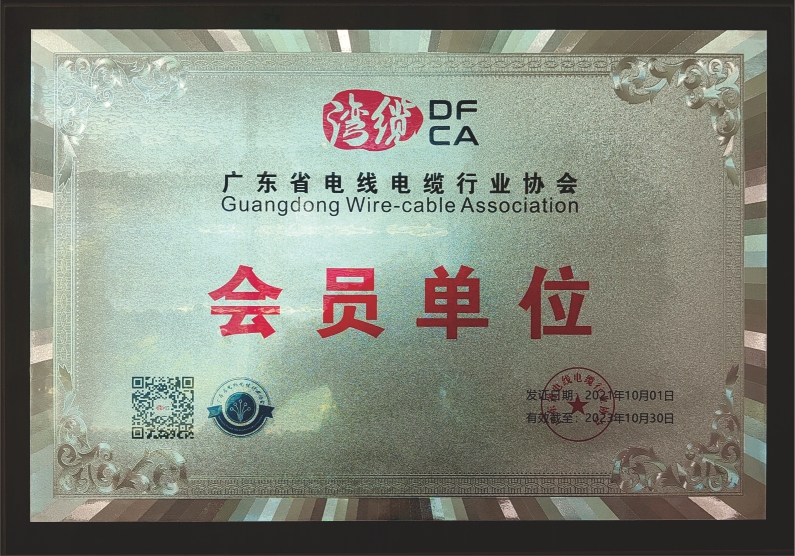 湾缆
DF
CA
广东省电线电缆行业协会
Guangdong Wire-cable Association
会员单位
发证日期：2021年10月01日
有效截至：2023年10月30日